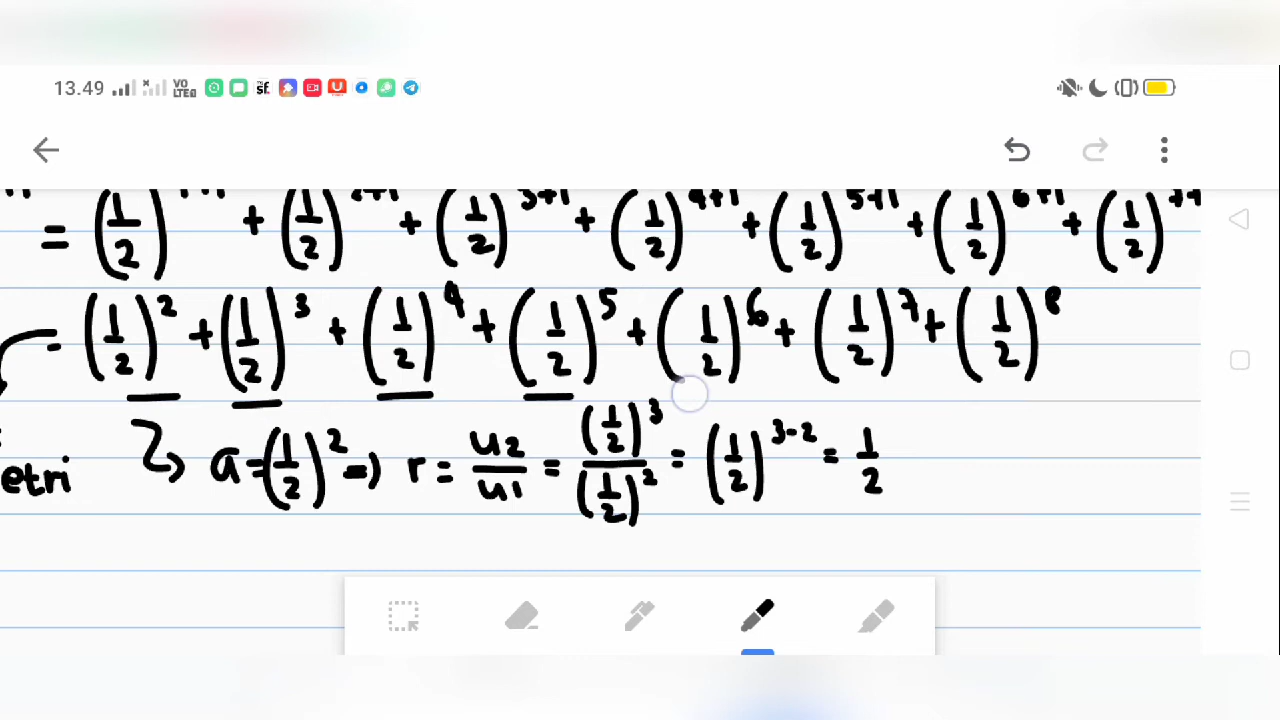 13.49 VO LTE
= (1/2)¹⁺¹ + (1/2)²⁺¹ + (1/2)³⁺¹ + (1/2)⁴⁺¹ + (1/2)⁵⁺¹ + (1/2)⁶⁺¹ + (1/2)
= (1/2)² + (1/2)³ + (1/2)⁴ + (1/2)⁵ + (1/2)⁶ + (1/2)⁷ + (1/2)⁸
etri a = (1/2)² => r = u2/u1 = (1/2)³/(1/2)² = (1/2)³⁻² = 1/2